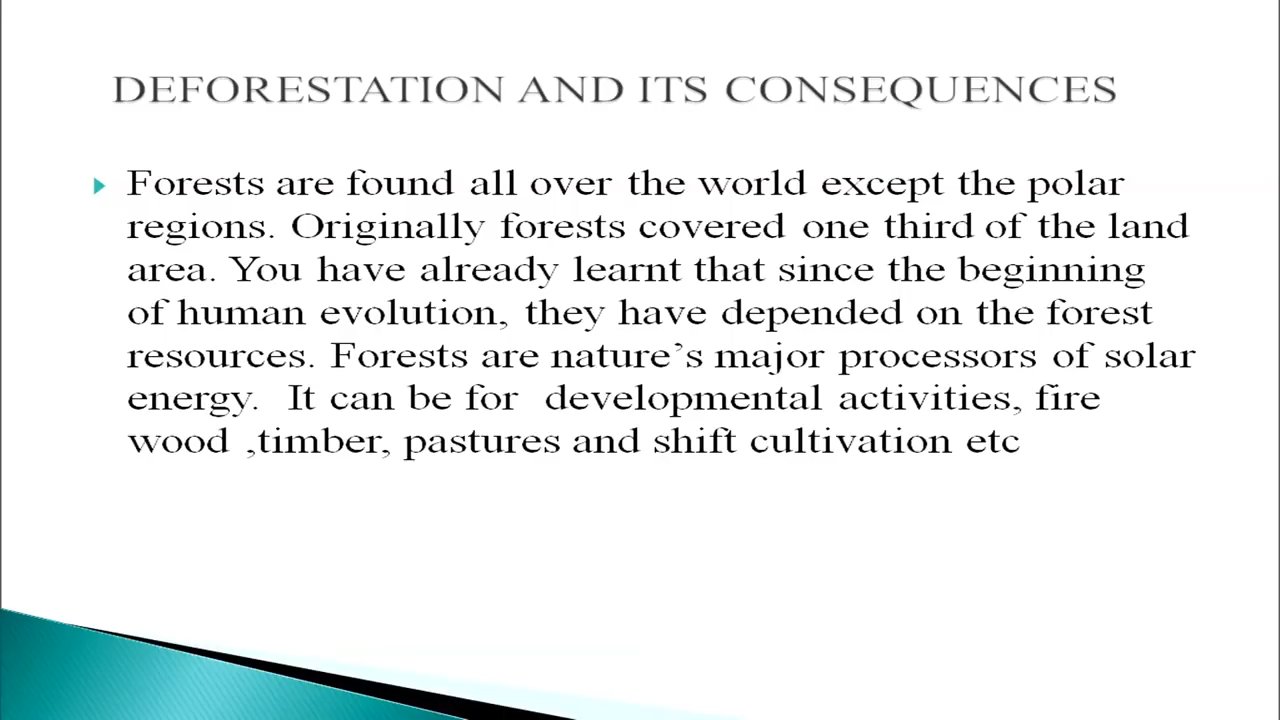 DEFORESTATION AND ITS CONSEQUENCES
Forests are found all over the world except the polar
regions. Originally forests covered one third of the land
area. You have already learnt that since the beginning
of human evolution, they have depended on the forest
resources. Forests are nature’s major processors of solar
energy.  It can be for  developmental activities, fire
wood ,timber, pastures and shift cultivation etc